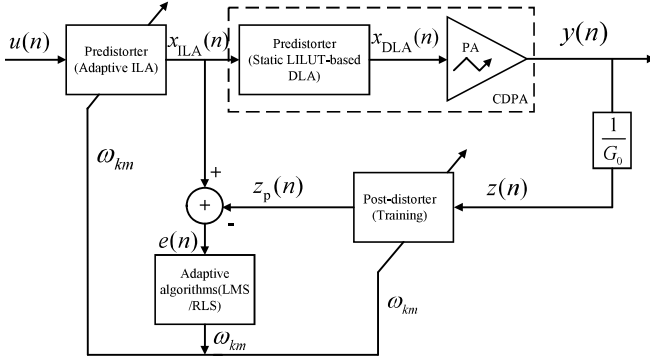 u(n)
Predistorter
(Adaptive ILA)
x_ILA(n)
Predistorter
(Static LILUT-based
DLA)
x_DLA(n)
PA
CDPA
y(n)
1
G_0
ω_km
+
z_p(n)
Post-distorter
(Training)
z(n)
+
-
e(n)
Adaptive
algorithms(LMS
/RLS)
ω_km
ω_km